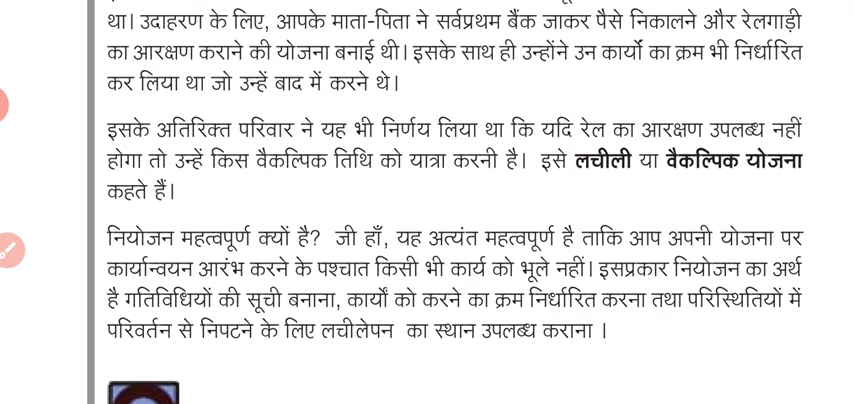 था। उदाहरण के लिए, आपके माता-पिता ने सर्वप्रथम बैंक जाकर पैसे निकालने और रेलगाड़ी
का आरक्षण कराने की योजना बनाई थी। इसके साथ ही उन्होंने उन कार्यों का क्रम भी निर्धारित
कर लिया था जो उन्हें बाद में करने थे।
इसके अतिरिक्त परिवार ने यह भी निर्णय लिया था कि यदि रेल का आरक्षण उपलब्ध नहीं
होगा तो उन्हें किस वैकल्पिक तिथि को यात्रा करनी है। इसे लचीली या वैकल्पिक योजना
कहते हैं।
नियोजन महत्वपूर्ण क्यों है? जी हाँ, यह अत्यंत महत्वपूर्ण है ताकि आप अपनी योजना पर
कार्यान्वयन आरंभ करने के पश्चात किसी भी कार्य को भूले नहीं। इसप्रकार नियोजन का अर्थ
है गतिविधियों की सूची बनाना, कार्यों को करने का क्रम निर्धारित करना तथा परिस्थितियों में
परिवर्तन से निपटने के लिए लचीलेपन का स्थान उपलब्ध कराना ।